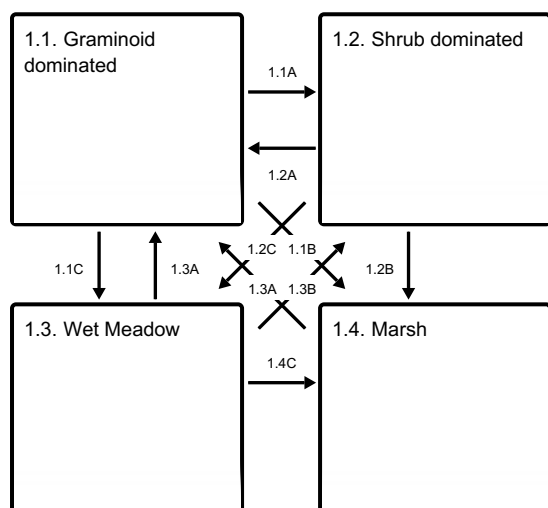 1.1. Graminoid
dominated
1.2. Shrub dominated
1.1A
1.2A
1.2C 1.1B
1.1C
1.3A
1.2B
1.3A 1.3B
1.3. Wet Meadow
1.4. Marsh
1.4C